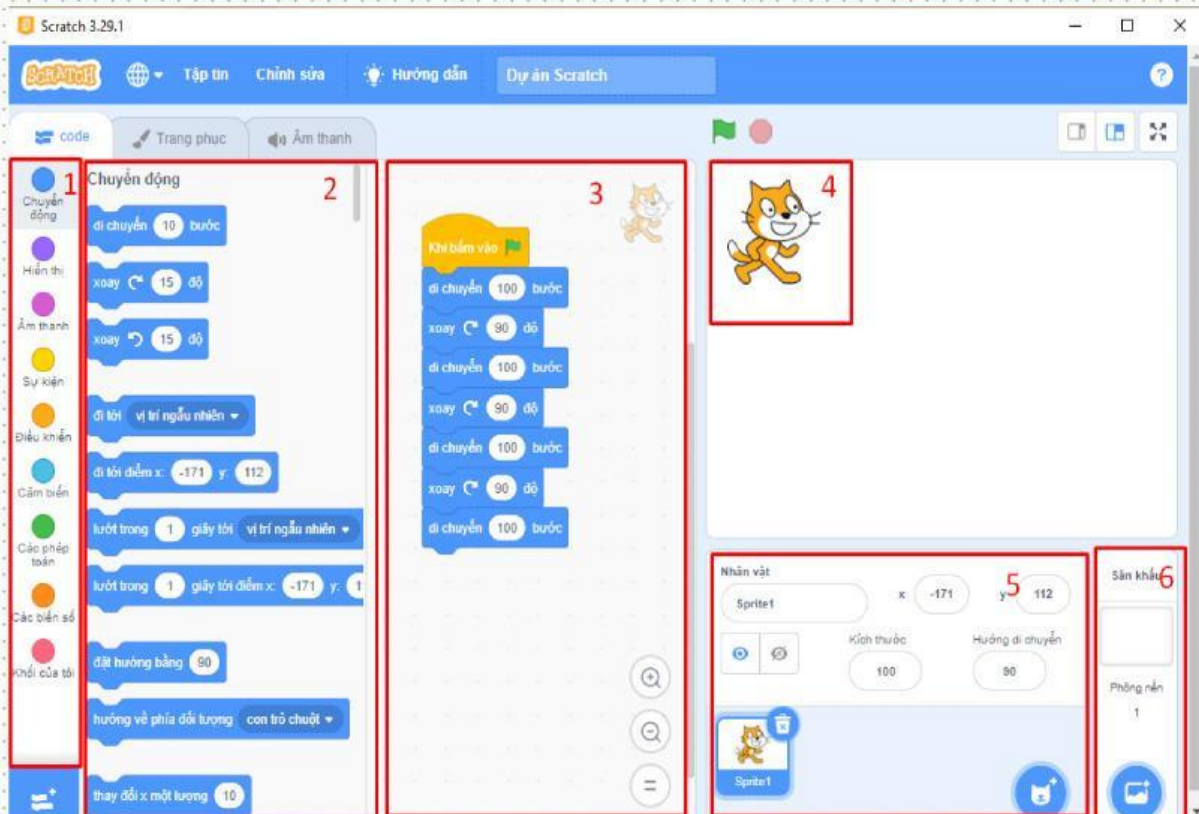 Scratch 3.29.1
SCRATCH
Tập tin
Chỉnh sửa
Hướng dẫn
Dự án Scratch
?
code
Trang phục
Âm thanh
1
Chuyển
động
Hiển thị
Âm thanh
Sự kiện
Điều khiển
Cảm biến
Các phép
toán
Các biến số
Khối của tôi
2
Chuyển động
di chuyển 10 bước
xoay 15 độ
xoay 15 độ
đi tới vị trí ngẫu nhiên
đi tới điểm x: -171 y: 112
lướt trong 1 giây tới vị trí ngẫu nhiên
lướt trong 1 giây tới điểm x: -171 y: 1
đặt hướng bằng 90
hướng về phía đối tượng con trỏ chuột
thay đổi x một lượng 10
3
Khi bấm vào
di chuyển 100 bước
xoay 90 độ
di chuyển 100 bước
xoay 90 độ
di chuyển 100 bước
xoay 90 độ
di chuyển 100 bước
4
5
Nhân vật
Sprite1
x -171
y 112
Kích thước
Hướng di chuyển
100
90
Sprite1
6
Sân khấu
Phông nền
1